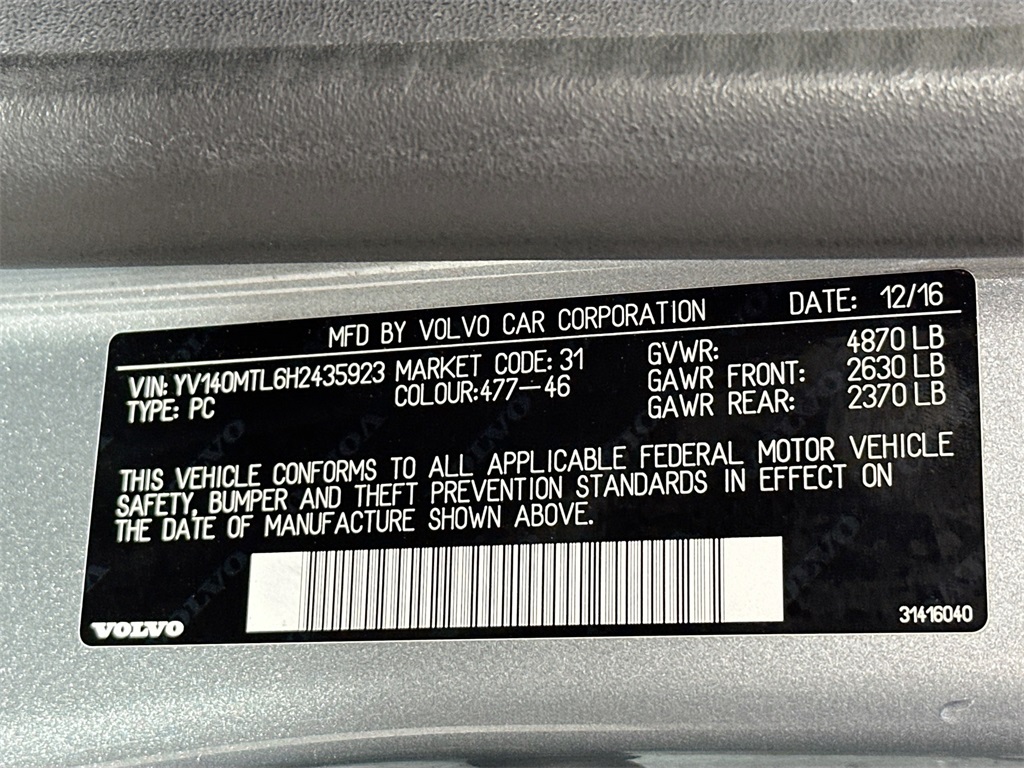 MFD BY VOLVO CAR CORPORATION DATE: 12/16
VIN: YV140MTL6H2435923 MARKET CODE: 31 GVWR: 4870 LB
TYPE: PC COLOUR:477-46 GAWR FRONT: 2630 LB
GAWR REAR: 2370 LB
THIS VEHICLE CONFORMS TO ALL APPLICABLE FEDERAL MOTOR VEHICLE
SAFETY, BUMPER AND THEFT PREVENTION STANDARDS IN EFFECT ON
THE DATE OF MANUFACTURE SHOWN ABOVE.
VOLVO 31416040